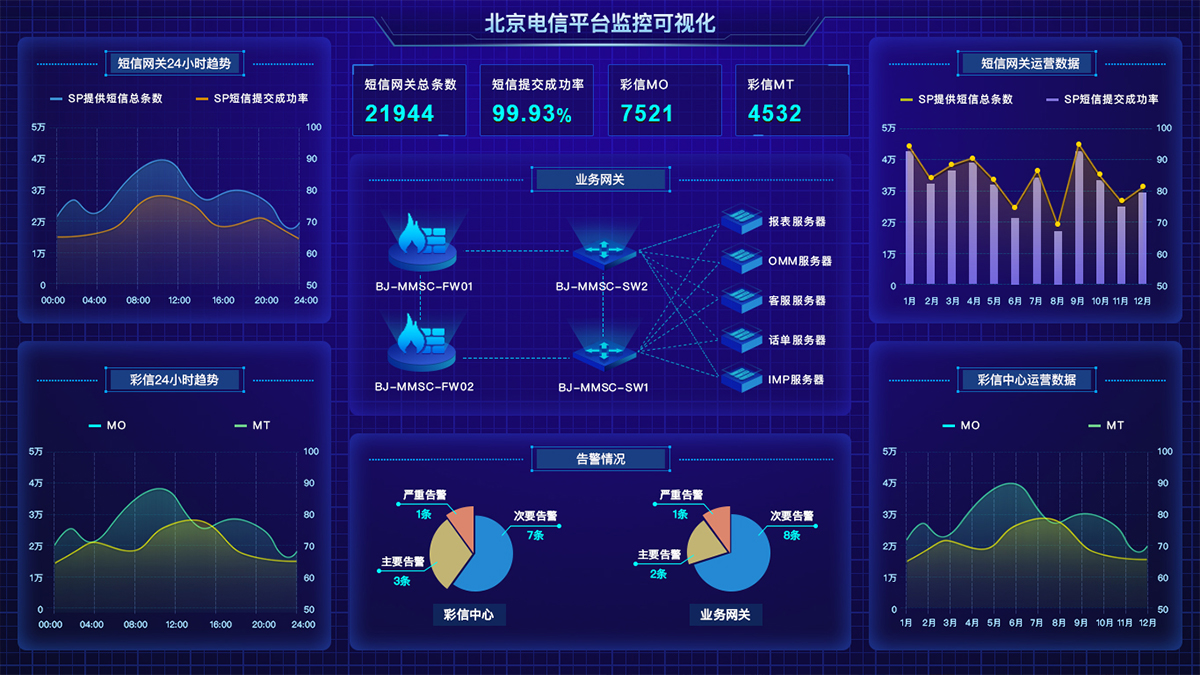 北京电信平台监控可视化
短信网关24小时趋势
SP提供短信总条数
SP短信提交成功率
5万
4万
3万
2万
1万
0
100
90
80
70
60
50
00:00 04:00 08:00 12:00 16:00 20:00 24:00
彩信24小时趋势
MO
MT
5万
4万
3万
2万
1万
0
100
90
80
70
60
50
00:00 04:00 08:00 12:00 16:00 20:00 24:00
短信网关总条数
21944
短信提交成功率
99.93%
彩信MO
7521
彩信MT
4532
业务网关
BJ-MMSC-FW01
BJ-MMSC-SW2
BJ-MMSC-FW02
BJ-MMSC-SW1
报表服务器
OMM服务器
客服服务器
话单服务器
IMP服务器
告警情况
严重告警
1条
次要告警
7条
主要告警
3条
彩信中心
严重告警
1条
次要告警
8条
主要告警
2条
业务网关
短信网关运营数据
SP提供短信总条数
SP短信提交成功率
5万
4万
3万
2万
1万
0
100
90
80
70
60
50
1月 2月 3月 4月 5月 6月 7月 8月 9月 10月 11月 12月
彩信中心运营数据
MO
MT
5万
4万
3万
2万
1万
0
100
90
80
70
60
50
1月 2月 3月 4月 5月 6月 7月 8月 9月 10月 11月 12月